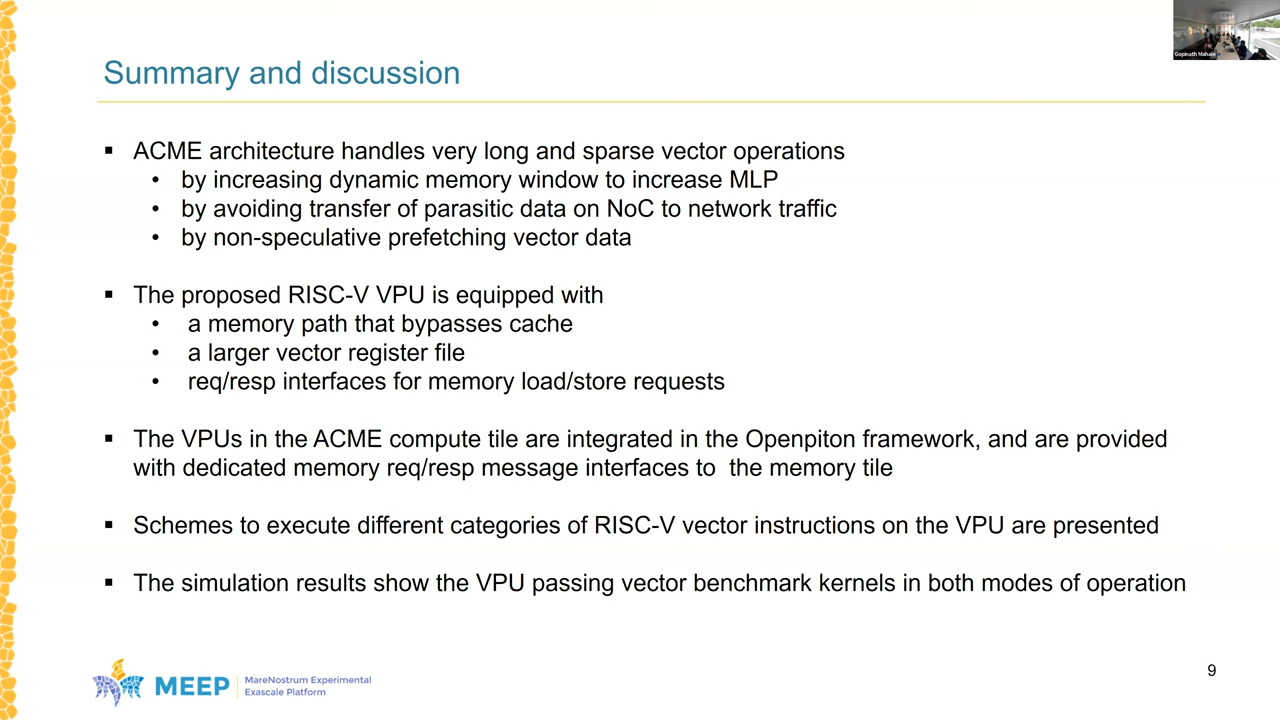 Gopinath Mahale
Summary and discussion
▪ ACME architecture handles very long and sparse vector operations
• by increasing dynamic memory window to increase MLP
• by avoiding transfer of parasitic data on NoC to network traffic
• by non-speculative prefetching vector data
▪ The proposed RISC-V VPU is equipped with
• a memory path that bypasses cache
• a larger vector register file
• req/resp interfaces for memory load/store requests
▪ The VPUs in the ACME compute tile are integrated in the Openpiton framework, and are provided
with dedicated memory req/resp message interfaces to  the memory tile
▪ Schemes to execute different categories of RISC-V vector instructions on the VPU are presented
▪ The simulation results show the VPU passing vector benchmark kernels in both modes of operation
MEEP
MareNostrum Experimental
Exascale Platform
9